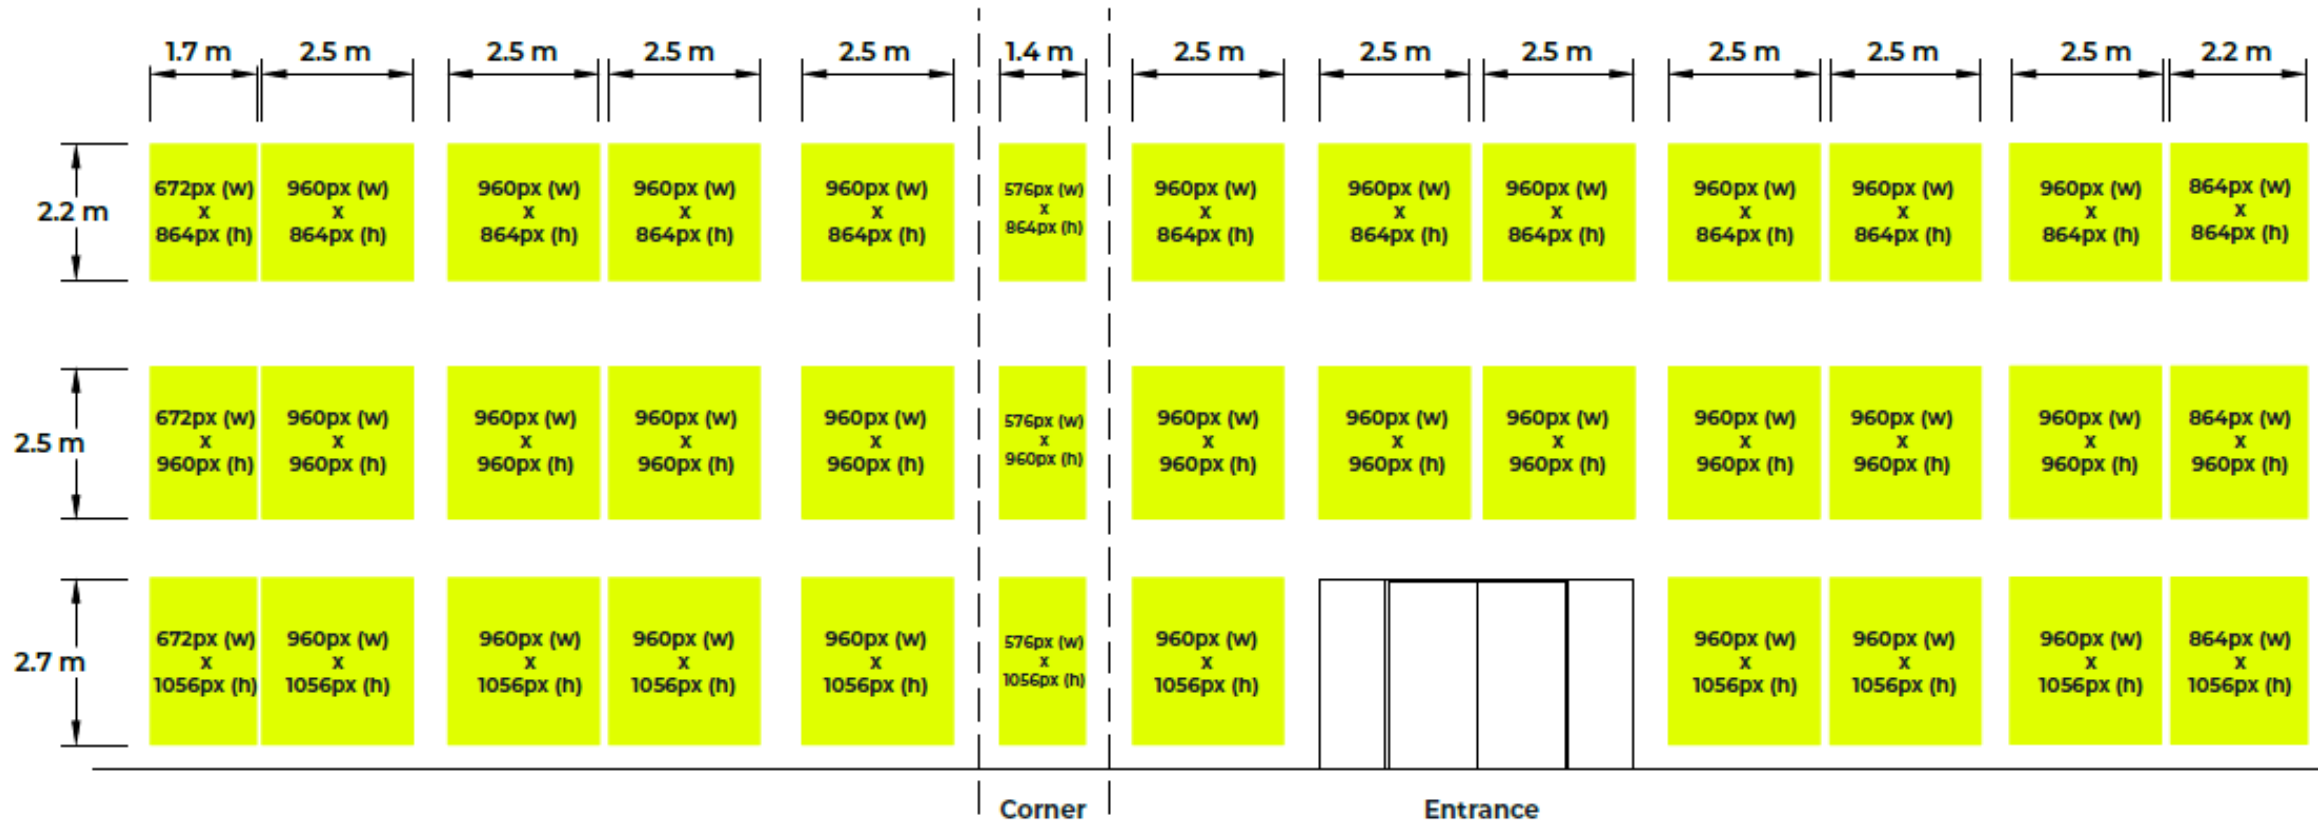 1.7 m 2.5 m 2.5 m 2.5 m 2.5 m 1.4 m 2.5 m 2.5 m 2.5 m 2.5 m 2.5 m 2.5 m 2.2 m
2.2 m
672px (w) 960px (w) 960px (w) 960px (w) 960px (w) 576px (w) 960px (w) 960px (w) 960px (w) 960px (w) 960px (w) 960px (w) 864px (w)
x x x x x x x x x x x x x
864px (h) 864px (h) 864px (h) 864px (h) 864px (h) 864px (h) 864px (h) 864px (h) 864px (h) 864px (h) 864px (h) 864px (h) 864px (h)
2.5 m
672px (w) 960px (w) 960px (w) 960px (w) 960px (w) 576px (w) 960px (w) 960px (w) 960px (w) 960px (w) 960px (w) 960px (w) 864px (w)
x x x x x x x x x x x x x
960px (h) 960px (h) 960px (h) 960px (h) 960px (h) 960px (h) 960px (h) 960px (h) 960px (h) 960px (h) 960px (h) 960px (h) 960px (h)
2.7 m
672px (w) 960px (w) 960px (w) 960px (w) 960px (w) 576px (w) 960px (w) 960px (w) 960px (w) 960px (w) 864px (w)
x x x x x x x x x x x
1056px (h) 1056px (h) 1056px (h) 1056px (h) 1056px (h) 1056px (h) 1056px (h) 1056px (h) 1056px (h) 1056px (h) 1056px (h)
Corner Entrance